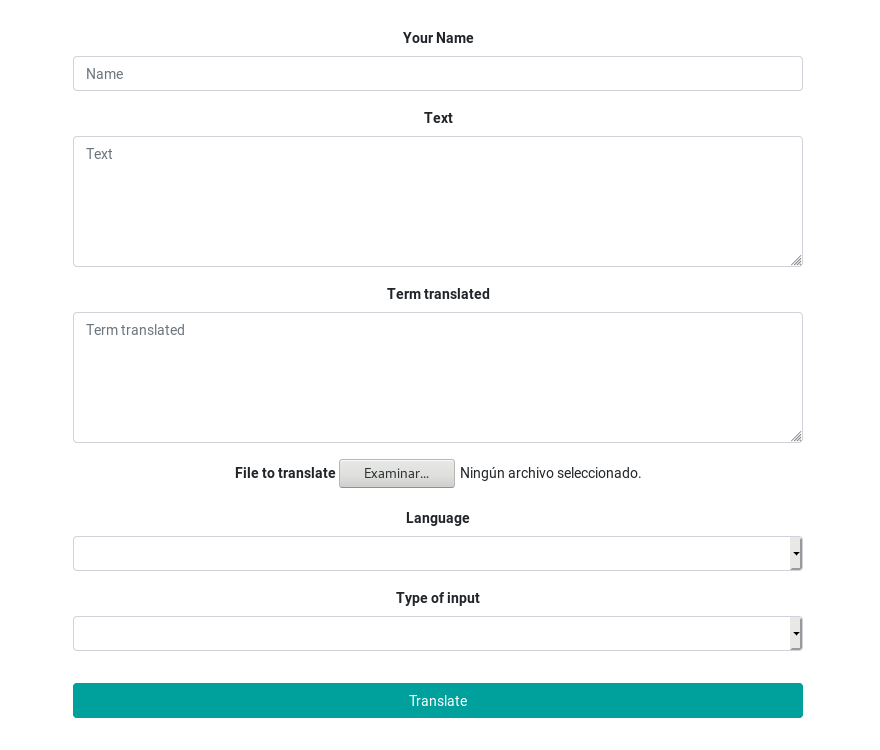 Your Name
Name
Text
Text
Term translated
Term translated
File to translate Examinar... Ningún archivo seleccionado.
Language
Type of input
Translate